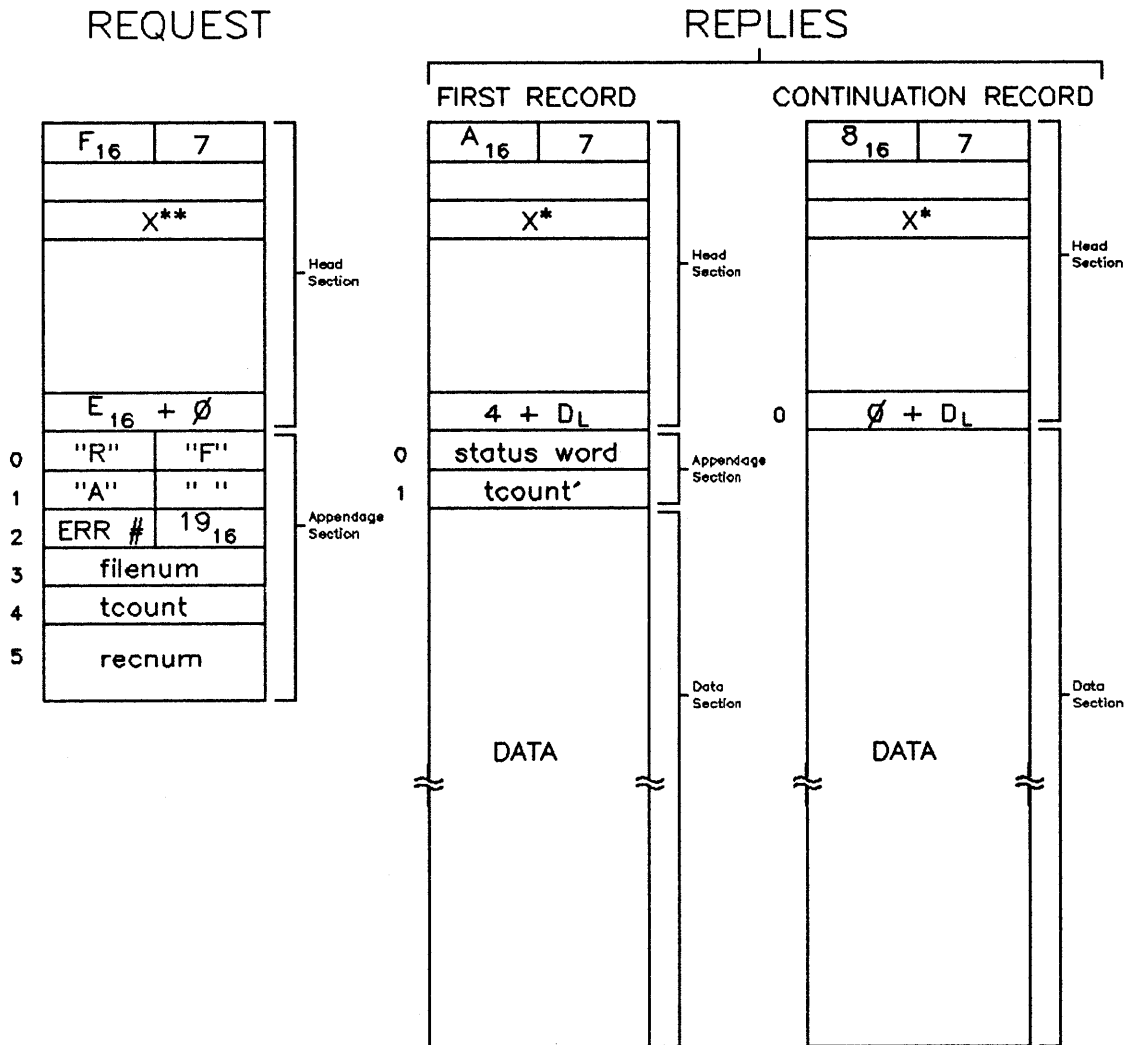 REQUEST
REPLIES
FIRST RECORD
CONTINUATION RECORD
F16 7
X**
Head Section
E16 + Ø
0 "R" "F"
1 "A" " "
2 ERR # 1916
3 filenum
4 tcount
5 recnum
Appendage Section
A16 7
X*
Head Section
4 + DL
0 status word
1 tcount´
Appendage Section
DATA
Data Section
816 7
X*
Head Section
0 Ø + DL
DATA
Data Section